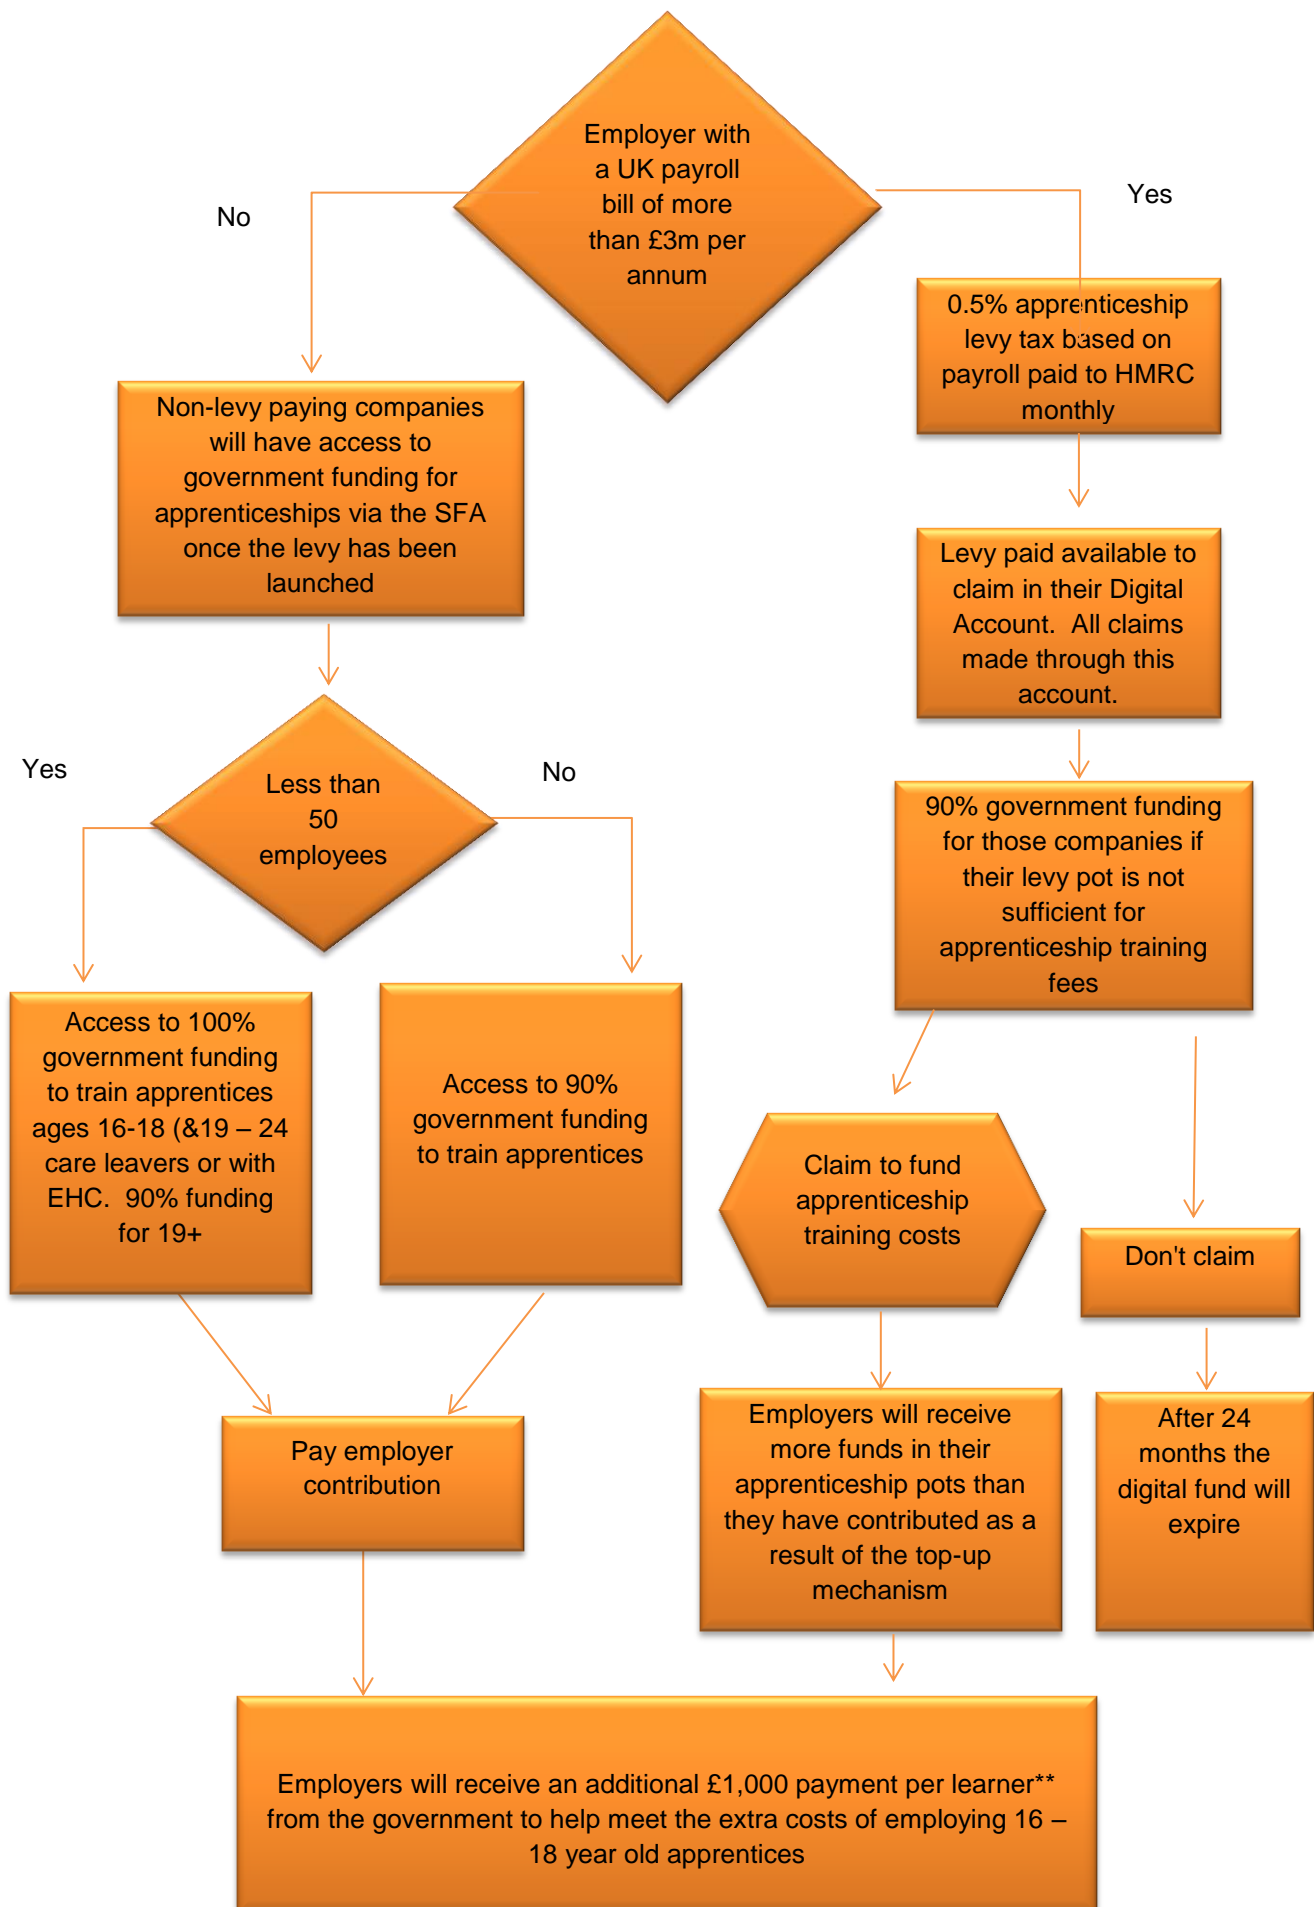 Employer with
a UK payroll
bill of more
than £3m per
annum
No
Yes
0.5% apprenticeship
levy tax based on
payroll paid to HMRC
monthly
Non-levy paying companies
will have access to
government funding for
apprenticeships via the SFA
once the levy has been
launched
Levy paid available to
claim in their Digital
Account.  All claims
made through this
account.
Yes
Less than
50
employees
No
90% government funding
for those companies if
their levy pot is not
sufficient for
apprenticeship training
fees
Access to 100%
government funding
to train apprentices
ages 16-18 (&19 – 24
care leavers or with
EHC.  90% funding
for 19+
Access to 90%
government funding
to train apprentices
Claim to fund
apprenticeship
training costs
Don't claim
Pay employer
contribution
Employers will receive
more funds in their
apprenticeship pots than
they have contributed as a
result of the top-up
mechanism
After 24
months the
digital fund will
expire
Employers will receive an additional £1,000 payment per learner**
from the government to help meet the extra costs of employing 16 –
18 year old apprentices